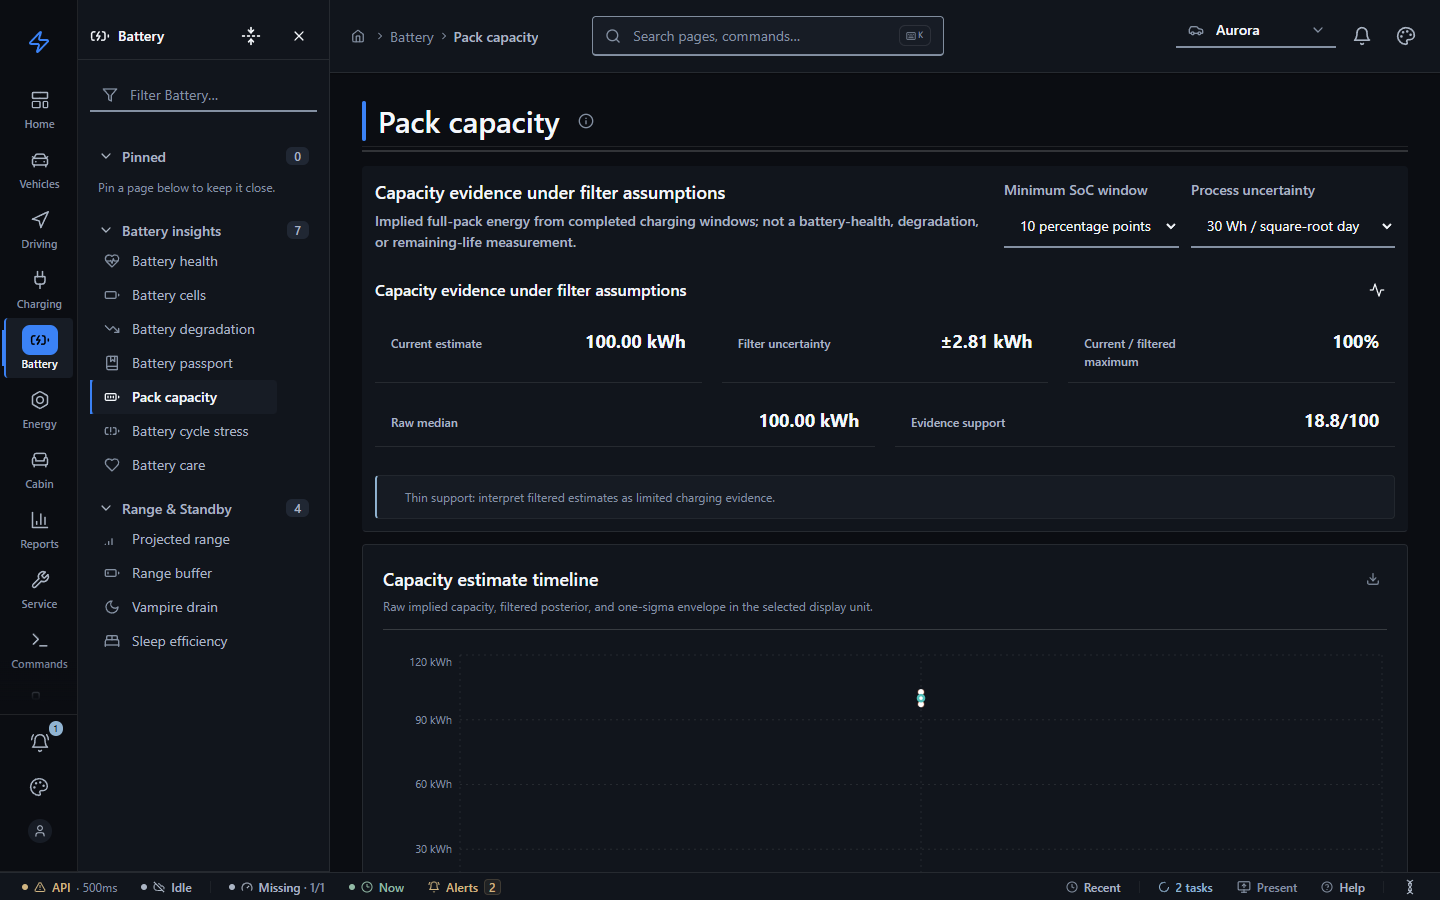 Battery
Battery
Pack capacity
Search pages, commands...
K
Aurora
Home
Vehicles
Driving
Charging
Battery
Energy
Cabin
Reports
Service
Commands
1
Filter Battery...
Pinned
0
Pin a page below to keep it close.
Battery insights
7
Battery health
Battery cells
Battery degradation
Battery passport
Pack capacity
Battery cycle stress
Battery care
Range & Standby
4
Projected range
Range buffer
Vampire drain
Sleep efficiency
Pack capacity
Capacity evidence under filter assumptions
Implied full-pack energy from completed charging windows; not a battery-health, degradation,
or remaining-life measurement.
Minimum SoC window
10 percentage points
Process uncertainty
30 Wh / square-root day
Capacity evidence under filter assumptions
Current estimate
100.00 kWh
Filter uncertainty
±2.81 kWh
Current / filtered
maximum
100%
Raw median
100.00 kWh
Evidence support
18.8/100
Thin support: interpret filtered estimates as limited charging evidence.
Capacity estimate timeline
Raw implied capacity, filtered posterior, and one-sigma envelope in the selected display unit.
120 kWh
90 kWh
60 kWh
30 kWh
API · 500ms
Idle
Missing · 1/1
Now
Alerts 2
Recent
2 tasks
Present
Help